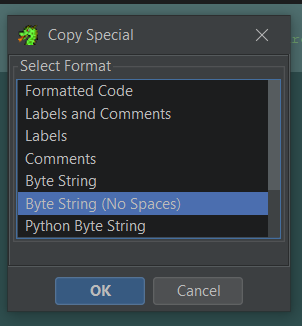 Copy Special
Select Format
Formatted Code
Labels and Comments
Labels
Comments
Byte String
Byte String (No Spaces)
Python Byte String
OK
Cancel